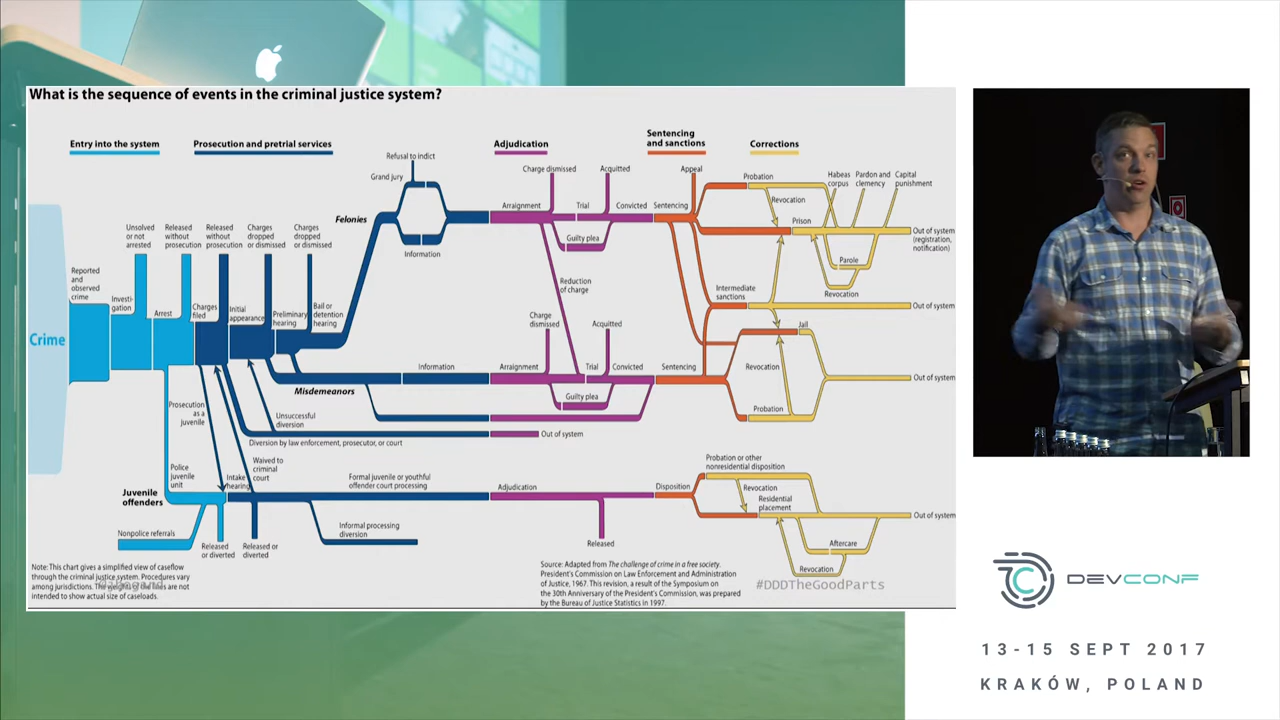 What is the sequence of events in the criminal justice system?
Entry into the system
Prosecution and pretrial services
Adjudication
Sentencing
and sanctions
Corrections
Refusal to indict
Grand jury
Felonies
Information
Charge dismissed
Acquitted
Arraignment
Trial
Convicted
Guilty plea
Reduction
of charge
Appeal
Sentencing
Probation
Revocation
Prison
Habeas
corpus
Pardon and
clemency
Capital
punishment
Out of system
(registration,
notification)
Parole
Revocation
Intermediate
sanctions
Out of system
Crime
Reported
and
observed
crime
Investi-
gation
Unsolved
or not
arrested
Arrest
Released
without
prosecution
Charges
filed
Released
without
prosecution
Initial
appearance
Charges
dropped
or dismissed
Preliminary
hearing
Charges
dropped
or dismissed
Bail or
detention
hearing
Information
Misdemeanors
Charge
dismissed
Acquitted
Arraignment
Trial
Convicted
Guilty plea
Sentencing
Jail
Revocation
Out of system
Probation
Prosecution
as a
juvenile
Unsuccessful
diversion
Diversion by law enforcement, prosecutor, or court
Out of system
Waived to
criminal
court
Police
juvenile
unit
Intake
hearing
Juvenile
offenders
Formal juvenile or youthful
offender court processing
Adjudication
Disposition
Probation or other
nonresidential disposition
Revocation
Residential
placement
Out of system
Nonpolice referrals
Released
or diverted
Released or
diverted
Informal processing
diversion
Released
Aftercare
Revocation
Note: This chart gives a simplified view of caseflow
through the criminal justice system. Procedures vary
among jurisdictions. The weights of the lines are not
intended to show actual size of caseloads.
Source: Adapted from The challenge of crime in a free society.
President's Commission on Law Enforcement and Administration
of Justice, 1967. This revision, a result of the Symposium on
the 30th Anniversary of the President's Commission, was prepared
by the Bureau of Justice Statistics in 1997.
#DDDTheGoodParts
DEVCONF
13-15 SEPT 2017
KRAKÓW, POLAND